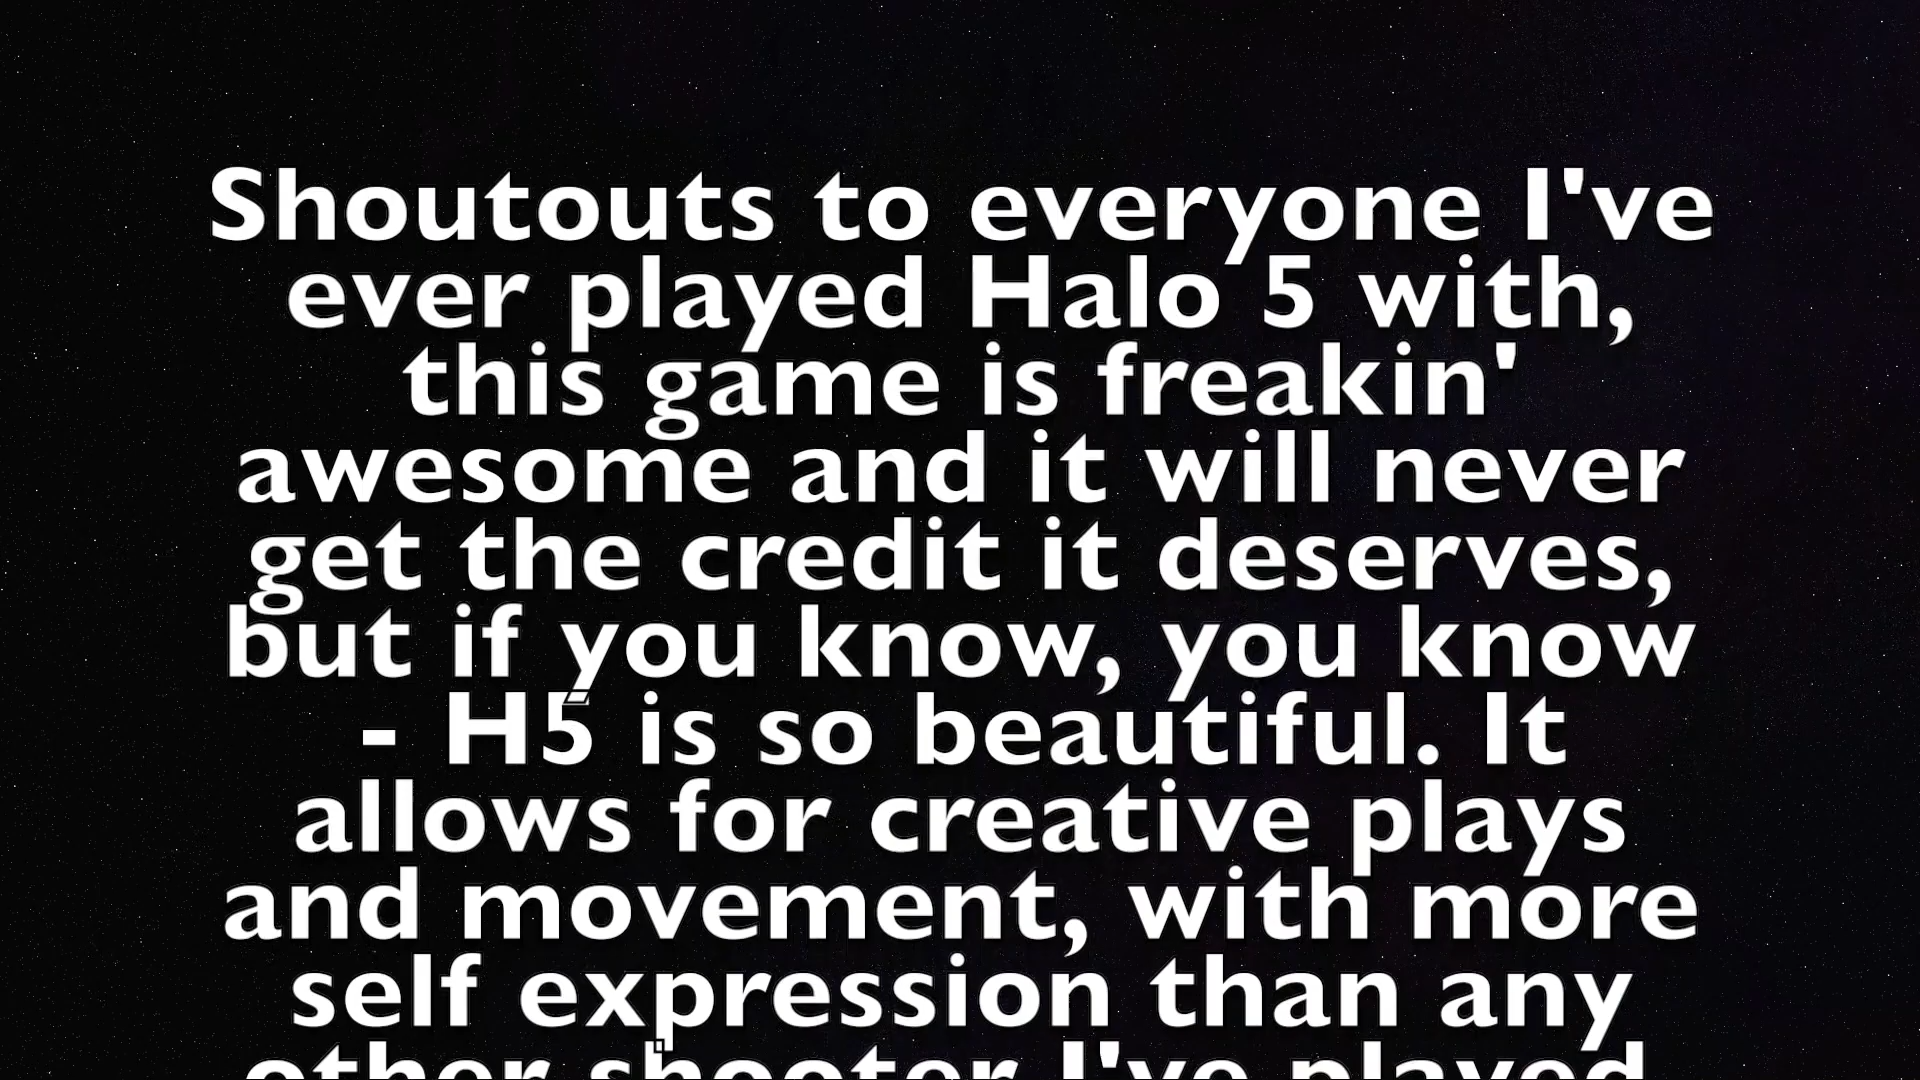 Shoutouts to everyone I've
ever played Halo 5 with,
this game is freakin'
awesome and it will never
get the credit it deserves,
but if you know, you know
- H5 is so beautiful. It
allows for creative plays
and movement, with more
self expression than any
other shooter I've played